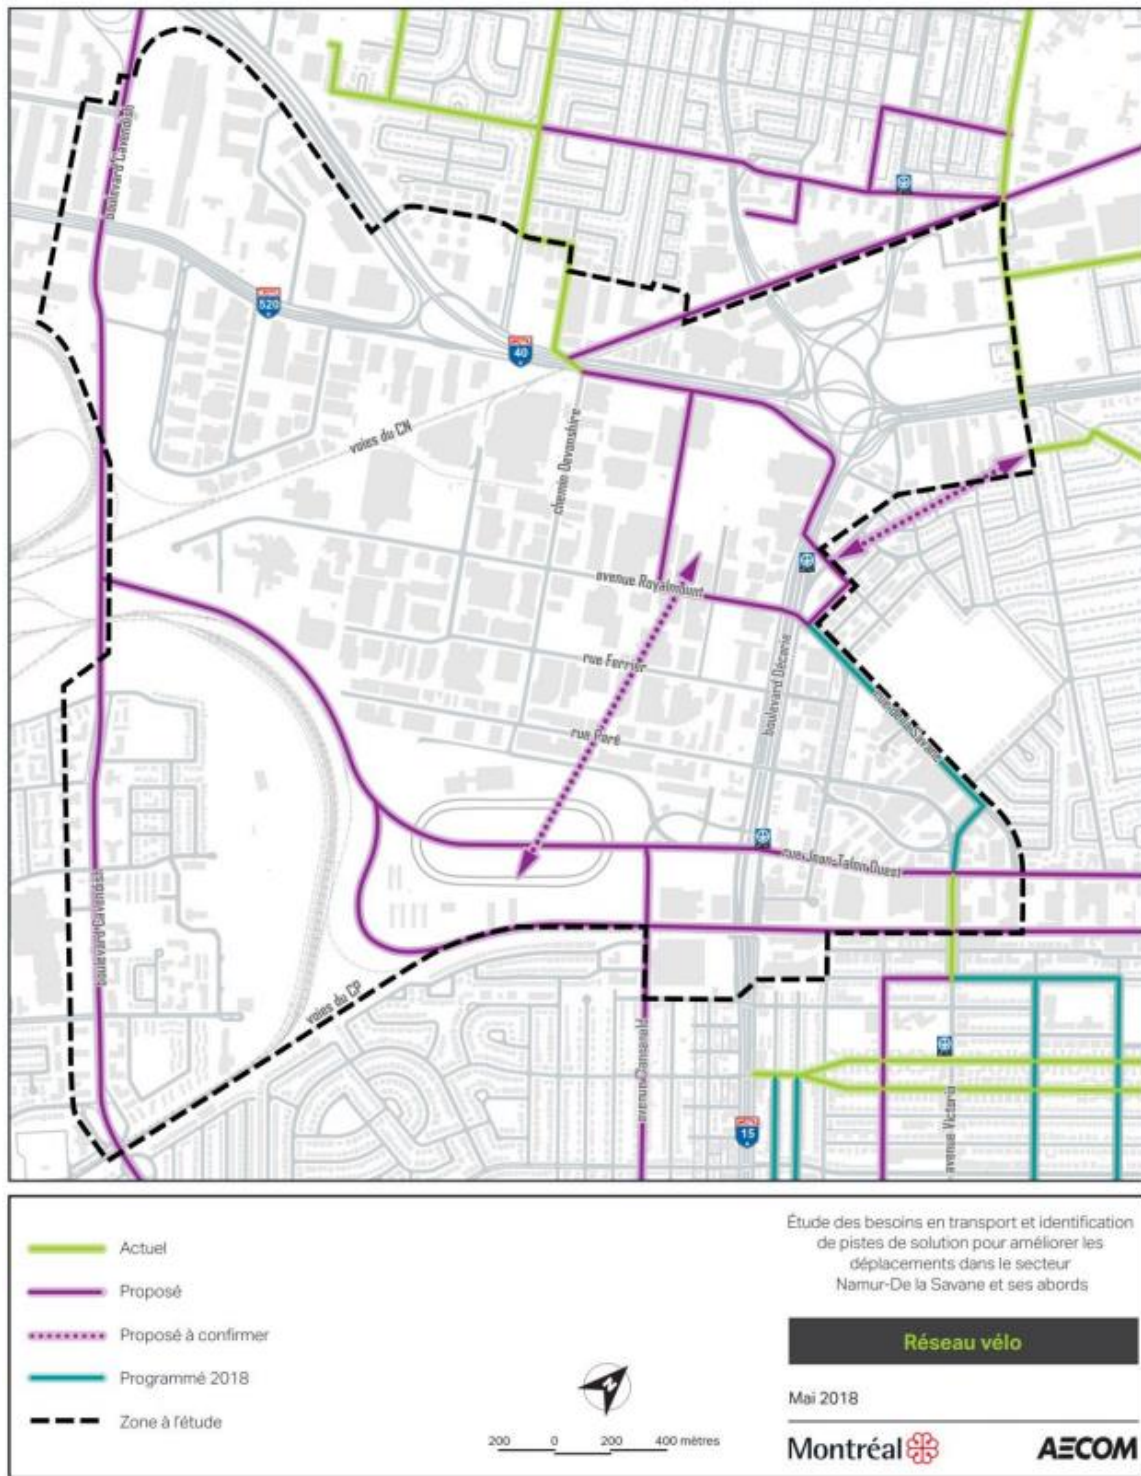 boulevard Cavendish
520
40
voies du CN
chemin Devonshire
avenue Royalmount
rue Ferrier
rue Paré
boulevard Décarie
rue Jean-Talon Ouest
boulevard Cavendish
voies du CP
15
avenue Victoria
Actuel
Proposé
Proposé à confirmer
Programmé 2018
Zone à l'étude
N
200 0 200 400 mètres
Étude des besoins en transport et identification
de pistes de solution pour améliorer les
déplacements dans le secteur
Namur-De la Savane et ses abords
Réseau vélo
Mai 2018
Montréal
AECOM